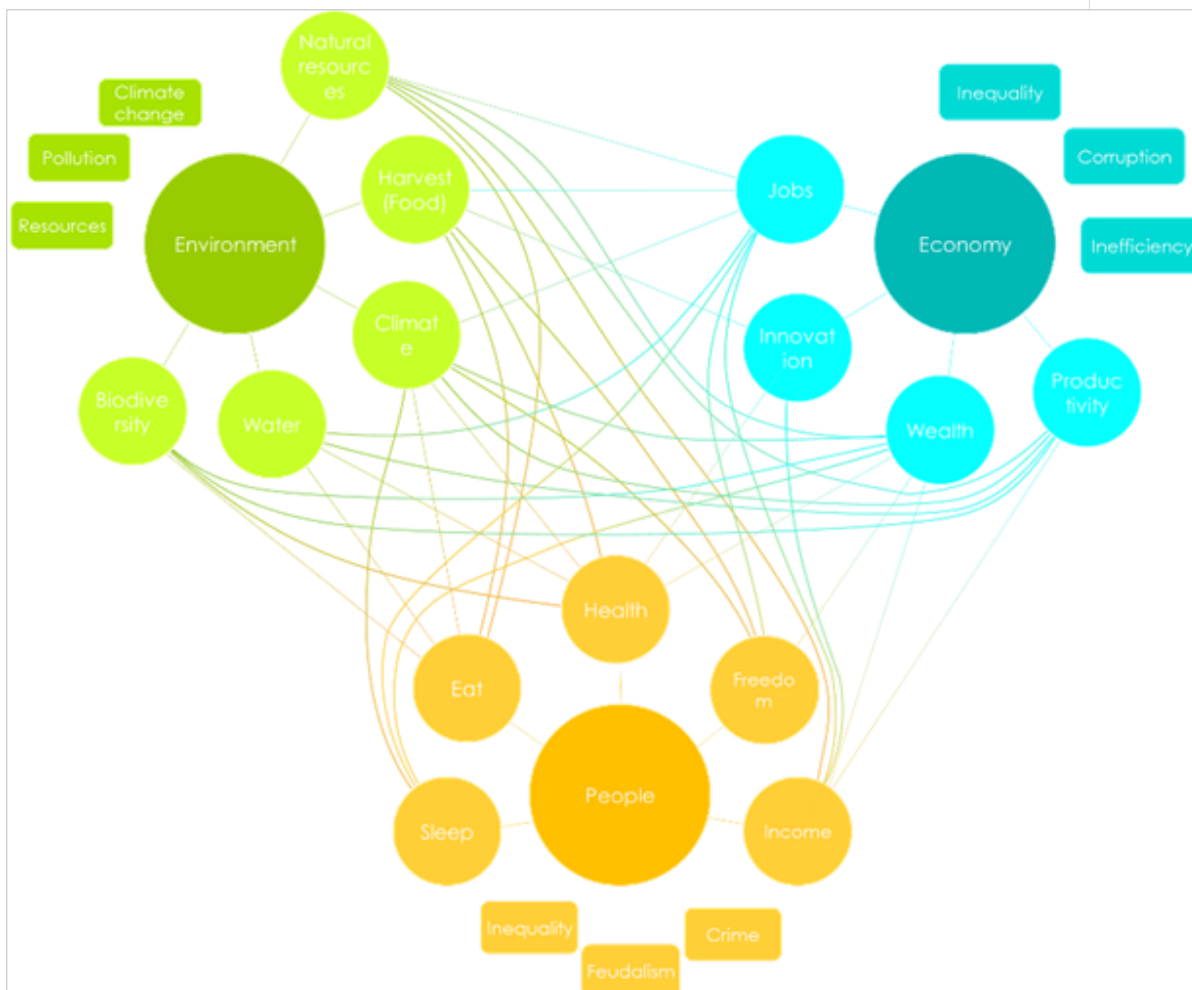 Natural
resourc
es
Climate
change
Pollution
Resources
Environment
Harvest
(Food)
Climat
e
Biodive
rsity
Water
Inequality
Corruption
Inefficiency
Jobs
Economy
Innovat
ion
Wealth
Produc
tivity
Health
Eat
Freedo
m
People
Sleep
Income
Inequality
Feudalism
Crime